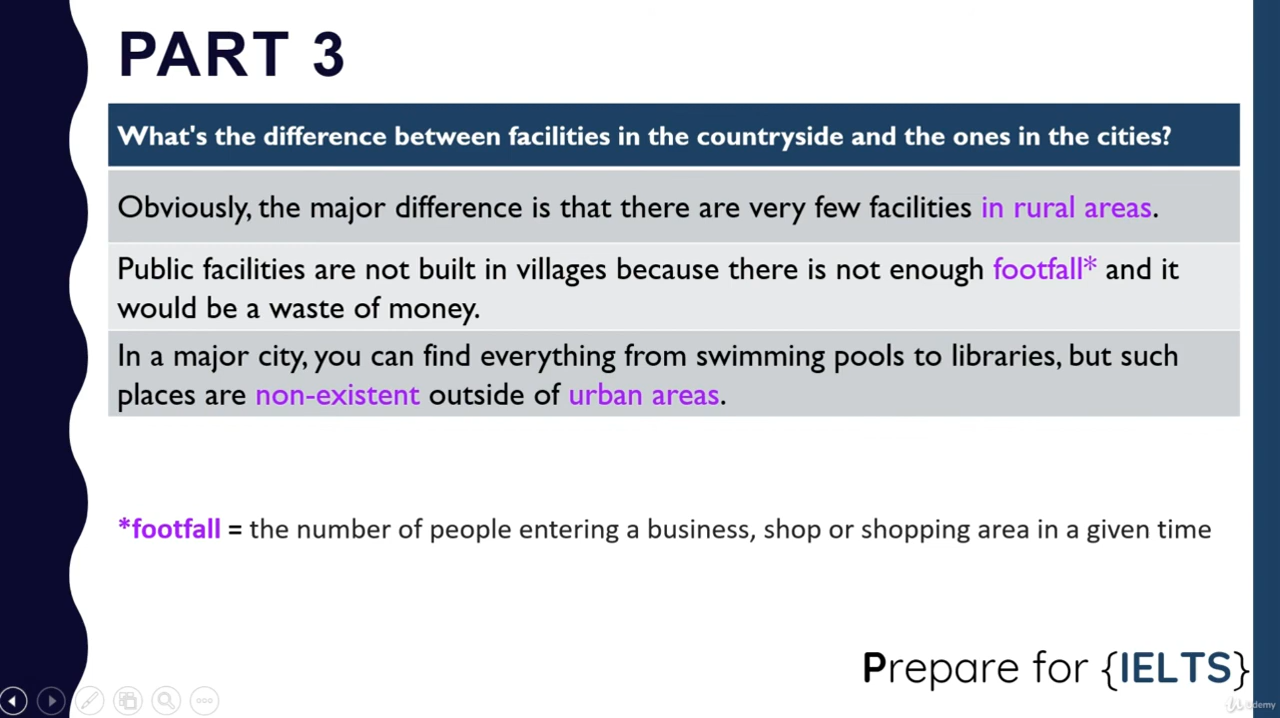 PART 3
What's the difference between facilities in the countryside and the ones in the cities?
Obviously, the major difference is that there are very few facilities in rural areas.
Public facilities are not built in villages because there is not enough footfall* and it
would be a waste of money.
In a major city, you can find everything from swimming pools to libraries, but such
places are non-existent outside of urban areas.
*footfall = the number of people entering a business, shop or shopping area in a given time
Prepare for {IELTS}
Udemy